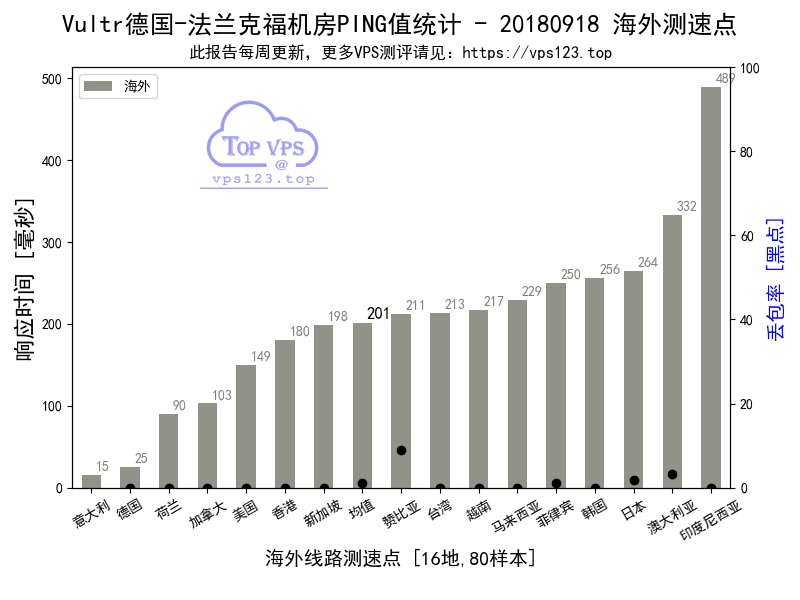 Vultr德国-法兰克福机房PING值统计 - 20180918 海外测速点
此报告每周更新，更多VPS测评请见：https://vps123.top
海外
TOP VPS
@
vps123.top
响应时间 [毫秒]
500
400
300
200
100
0
15
25
90
103
149
180
198
201
211
213
217
229
250
256
264
332
489
100
80
60
40
20
0
丢包率 [黑点]
意大利
德国
荷兰
加拿大
美国
香港
新加坡
均值
赞比亚
台湾
越南
马来西亚
菲律宾
韩国
日本
澳大利亚
印度尼西亚
海外线路测速点 [16地,80样本]